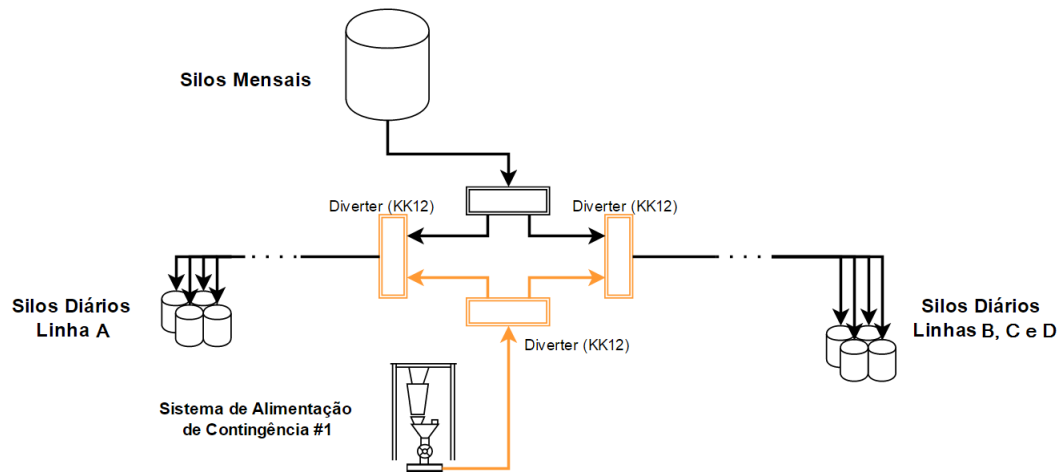 Silos Mensais
Diverter (KK12)
Diverter (KK12)
Silos Diários
Linha A
Silos Diários
Linhas B, C e D
Diverter (KK12)
Sistema de Alimentação
de Contingência #1